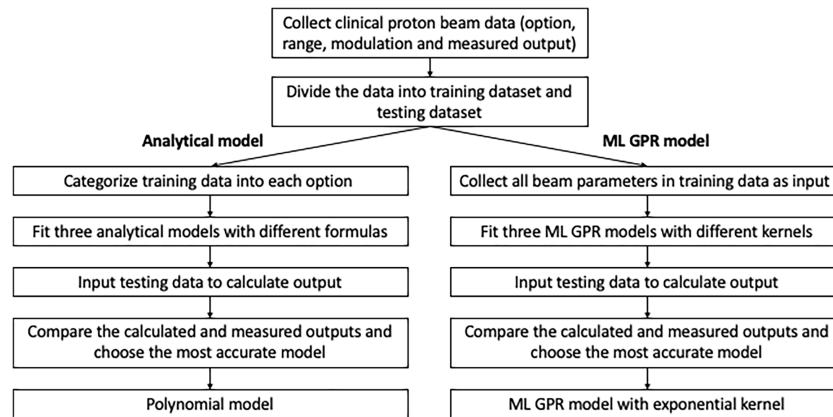 Collect clinical proton beam data (option,
range, modulation and measured output)
Divide the data into training dataset and
testing dataset
Analytical model
ML GPR model
Categorize training data into each option
Collect all beam parameters in training data as input
Fit three analytical models with different formulas
Fit three ML GPR models with different kernels
Input testing data to calculate output
Input testing data to calculate output
Compare the calculated and measured outputs and
choose the most accurate model
Compare the calculated and measured outputs and
choose the most accurate model
Polynomial model
ML GPR model with exponential kernel